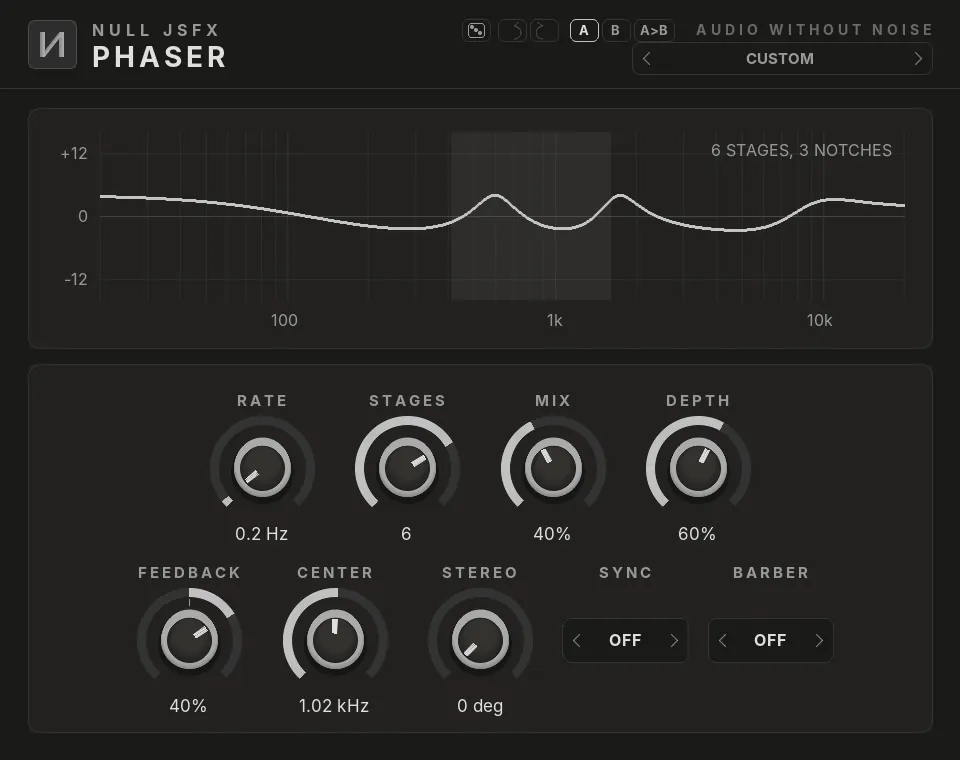 NULL JSFX
PHASER
A B A>B AUDIO WITHOUT NOISE
CUSTOM
6 STAGES, 3 NOTCHES
+12
0
-12
100 1k 10k
RATE STAGES MIX DEPTH
0.2 Hz 6 40% 60%
FEEDBACK CENTER STEREO SYNC BARBER
OFF OFF
40% 1.02 kHz 0 deg